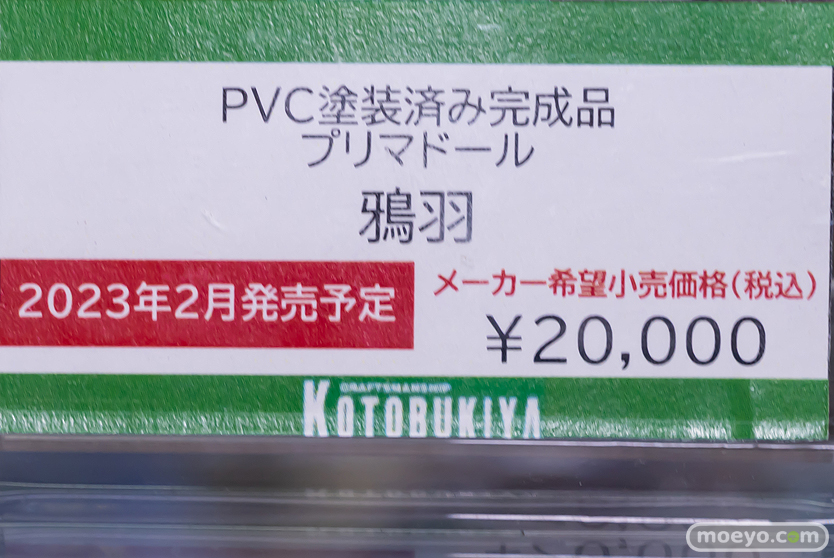 PVC塗装済み完成品
プリマドール
鴉羽
2023年2月発売予定
メーカー希望小売価格(税込)
¥20,000
CRAFTSMANSHIP
KOTOBUKIYA
moeyo.com